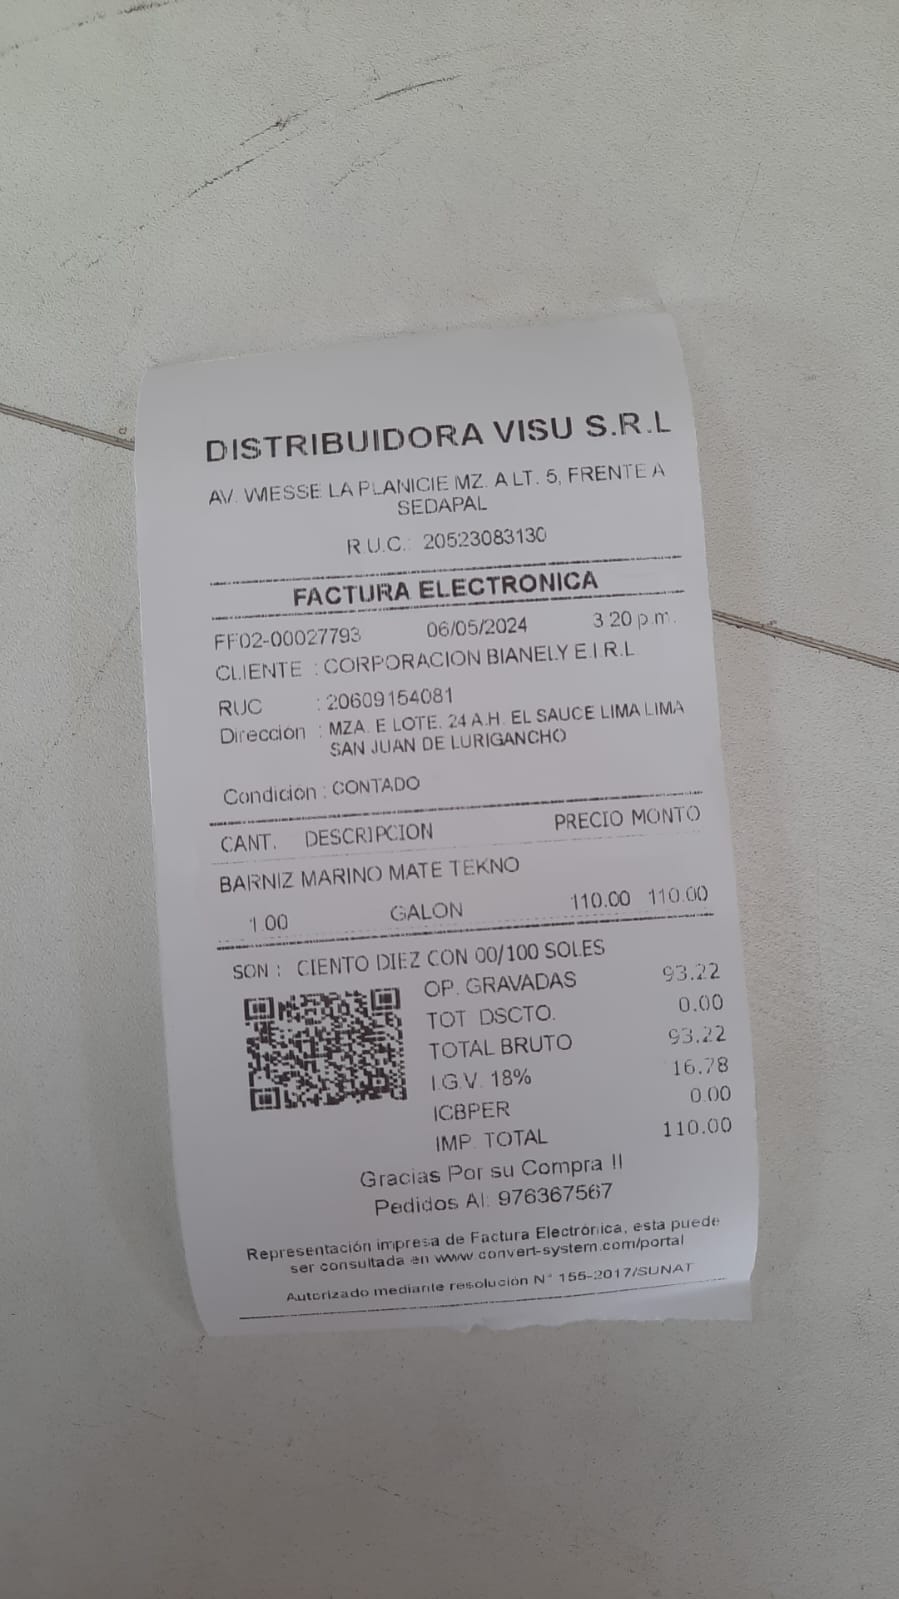 DISTRIBUIDORA VISU S.R.L
AV. WIESSE LA PLANICIE MZ. A LT. 5, FRENTE A
SEDAPAL
R.U.C.: 20523083130
FACTURA ELECTRONICA
FF02-00027793 06/05/2024 3:20 p.m.
CLIENTE : CORPORACION BIANELY E.I.R.L
RUC : 20609154081
Dirección : MZA. E LOTE. 24 A.H. EL SAUCE LIMA LIMA
SAN JUAN DE LURIGANCHO
Condición : CONTADO
CANT. DESCRIPCION PRECIO MONTO
BARNIZ MARINO MATE TEKNO
1.00 GALON 110.00 110.00
SON : CIENTO DIEZ CON 00/100 SOLES
OP. GRAVADAS 93.22
TOT DSCTO. 0.00
TOTAL BRUTO 93.22
I.G.V. 18% 16.78
ICBPER 0.00
IMP. TOTAL 110.00
Gracias Por su Compra !!
Pedidos Al: 976367567
Representación impresa de Factura Electrónica, esta puede
ser consultada en www.convert-system.com/portal
Autorizado mediante resolución N° 155-2017/SUNAT